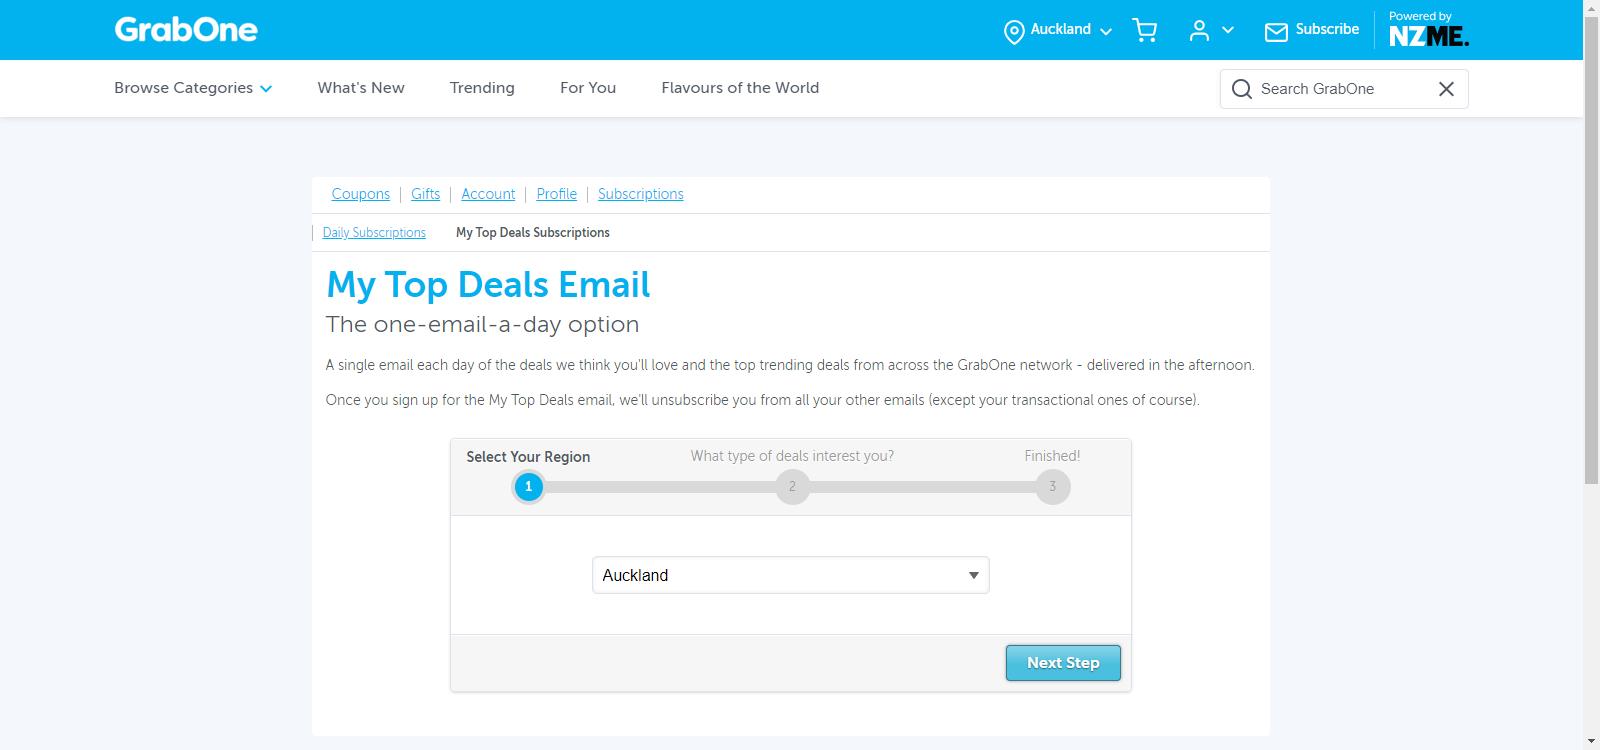 GrabOne
Auckland
Subscribe
Powered by
NZME.
Browse Categories
What's New
Trending
For You
Flavours of the World
Search GrabOne
Coupons
Gifts
Account
Profile
Subscriptions
Daily Subscriptions
My Top Deals Subscriptions
My Top Deals Email
The one-email-a-day option
A single email each day of the deals we think you'll love and the top trending deals from across the GrabOne network - delivered in the afternoon.
Once you sign up for the My Top Deals email, we'll unsubscribe you from all your other emails (except your transactional ones of course).
Select Your Region
What type of deals interest you?
Finished!
1
2
3
Auckland
Next Step